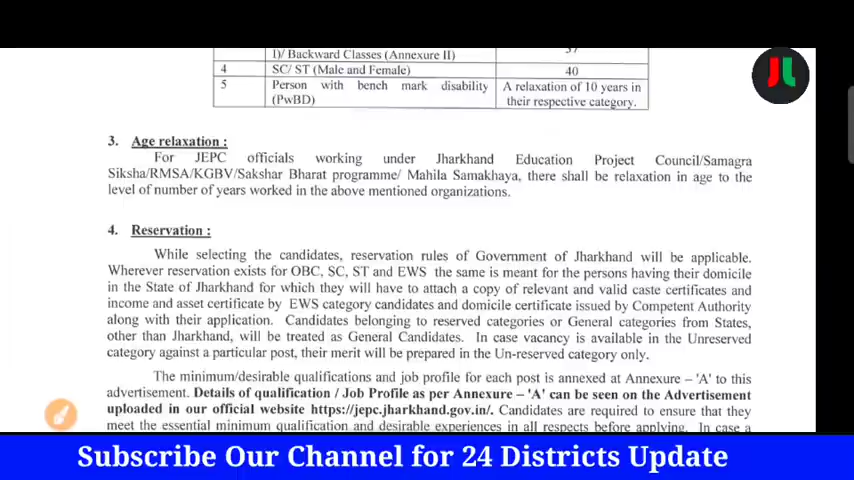 I)/ Backward Classes (Annexure II) 37
4 SC/ ST (Male and Female) 40
5 Person with bench mark disability (PwBD) A relaxation of 10 years in their respective category.
3. Age relaxation :
For JEPC officials working under Jharkhand Education Project Council/Samagra
Siksha/RMSA/KGBV/Sakshar Bharat programme/ Mahila Samakhaya, there shall be relaxation in age to the
level of number of years worked in the above mentioned organizations.
4. Reservation :
While selecting the candidates, reservation rules of Government of Jharkhand will be applicable.
Wherever reservation exists for OBC, SC, ST and EWS the same is meant for the persons having their domicile
in the State of Jharkhand for which they will have to attach a copy of relevant and valid caste certificates and
income and asset certificate by EWS category candidates and domicile certificate issued by Competent Authority
along with their application. Candidates belonging to reserved categories or General categories from States,
other than Jharkhand, will be treated as General Candidates. In case vacancy is available in the Unreserved
category against a particular post, their merit will be prepared in the Un-reserved category only.
The minimum/desirable qualifications and job profile for each post is annexed at Annexure – 'A' to this
advertisement. Details of qualification / Job Profile as per Annexure - 'A' can be seen on the Advertisement
uploaded in our official website https://jepc.jharkhand.gov.in/. Candidates are required to ensure that they
meet the essential minimum qualification and desirable experiences in all respects before applying. In case a
Subscribe Our Channel for 24 Districts Update